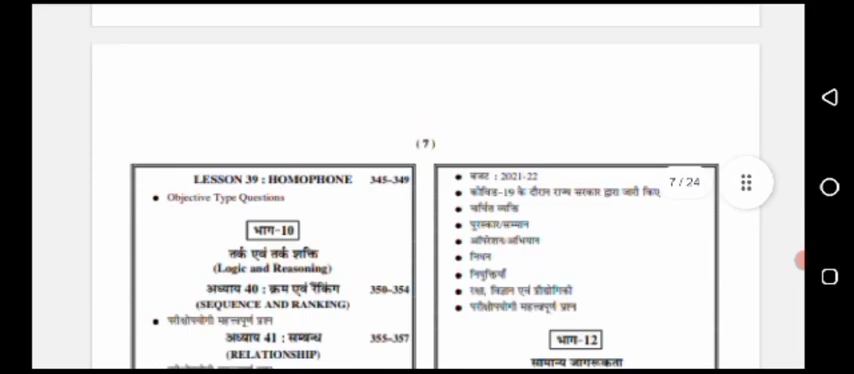 (7)
LESSON 39 : HOMOPHONE 345–349
• Objective Type Questions
भाग-10
तर्क एवं तर्क शक्ति
(Logic and Reasoning)
अध्याय 40 : क्रम एवं रैंकिंग 350–354
(SEQUENCE AND RANKING)
• परीक्षोपयोगी महत्त्वपूर्ण प्रश्न
अध्याय 41 : सम्बन्ध 355–357
(RELATIONSHIP)
• बजट : 2021-22
• कोविड-19 के दौरान राज्य सरकार द्वारा जारी
• चर्चित व्यक्ति
• पुरस्कार/सम्मान
• ऑपरेशन/अभियान
• निधन
• नियुक्तियाँ
• रक्षा, विज्ञान एवं प्रौद्योगिकी
• परीक्षोपयोगी महत्त्वपूर्ण प्रश्न
भाग-12
सामान्य जागरूकता
7 / 24